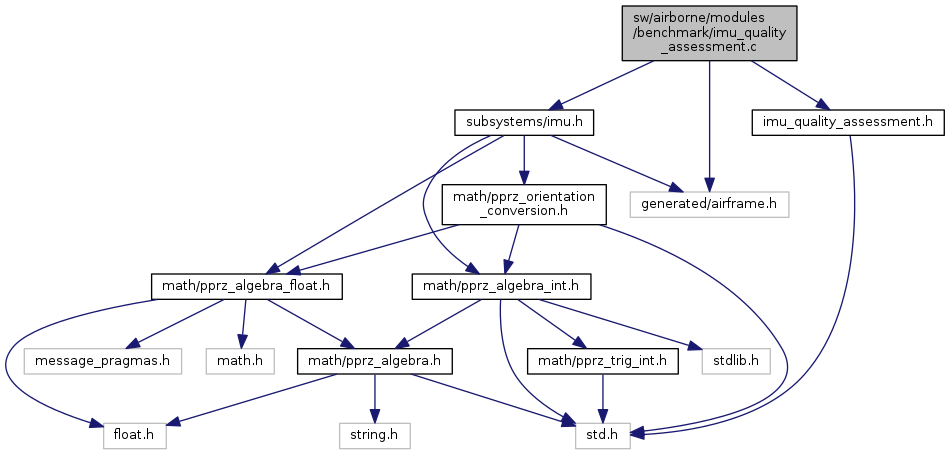 sw/airborne/modules
/benchmark/imu_quality
_assessment.c
subsystems/imu.h
imu_quality_assessment.h
math/pprz_orientation
_conversion.h
generated/airframe.h
math/pprz_algebra_float.h
math/pprz_algebra_int.h
message_pragmas.h
math.h
math/pprz_algebra.h
math/pprz_trig_int.h
stdlib.h
float.h
string.h
std.h